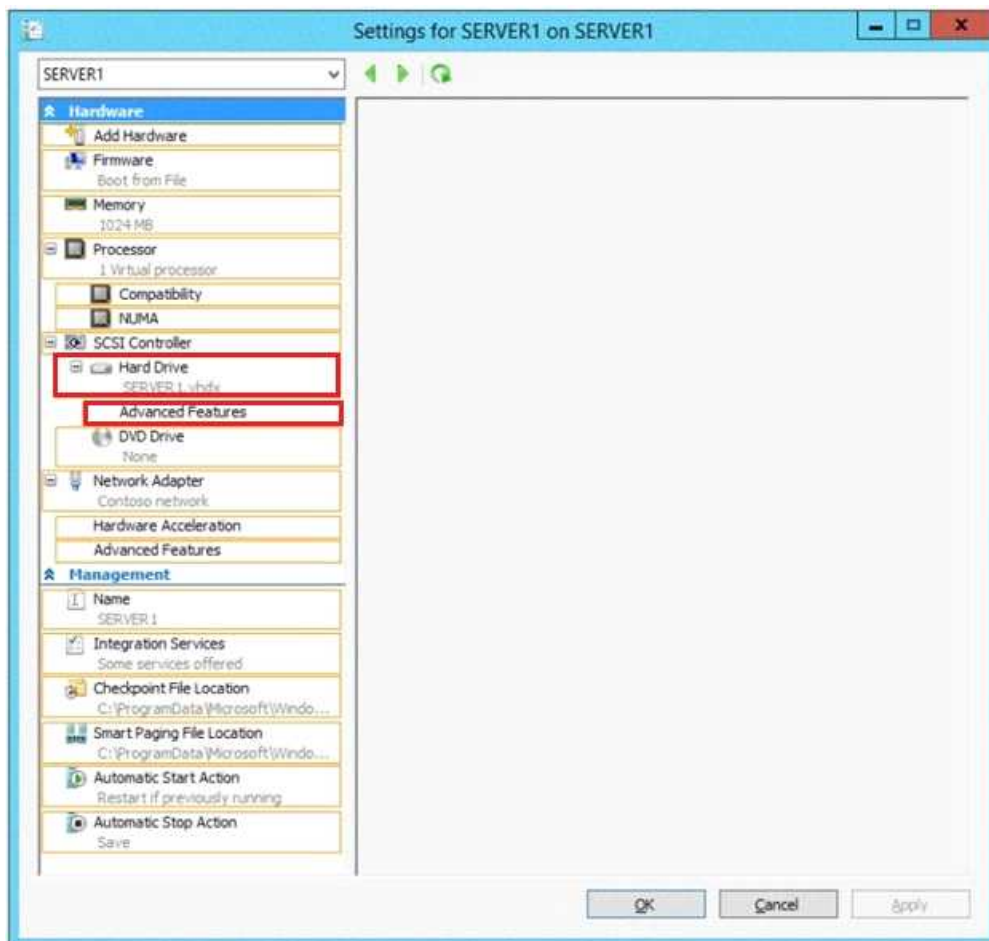 Settings for SERVER1 on SERVER1
SERVER1
Hardware
Add Hardware
Firmware
Boot from File
Memory
1024 MB
Processor
1 Virtual processor
Compatibility
NUMA
SCSI Controller
Hard Drive
SERVER1.vhdx
Advanced Features
DVD Drive
None
Network Adapter
Contoso network
Hardware Acceleration
Advanced Features
Management
Name
SERVER1
Integration Services
Some services offered
Checkpoint File Location
C:\ProgramData\Microsoft\Windo...
Smart Paging File Location
C:\ProgramData\Microsoft\Windo...
Automatic Start Action
Restart if previously running
Automatic Stop Action
Save
OK
Cancel
Apply